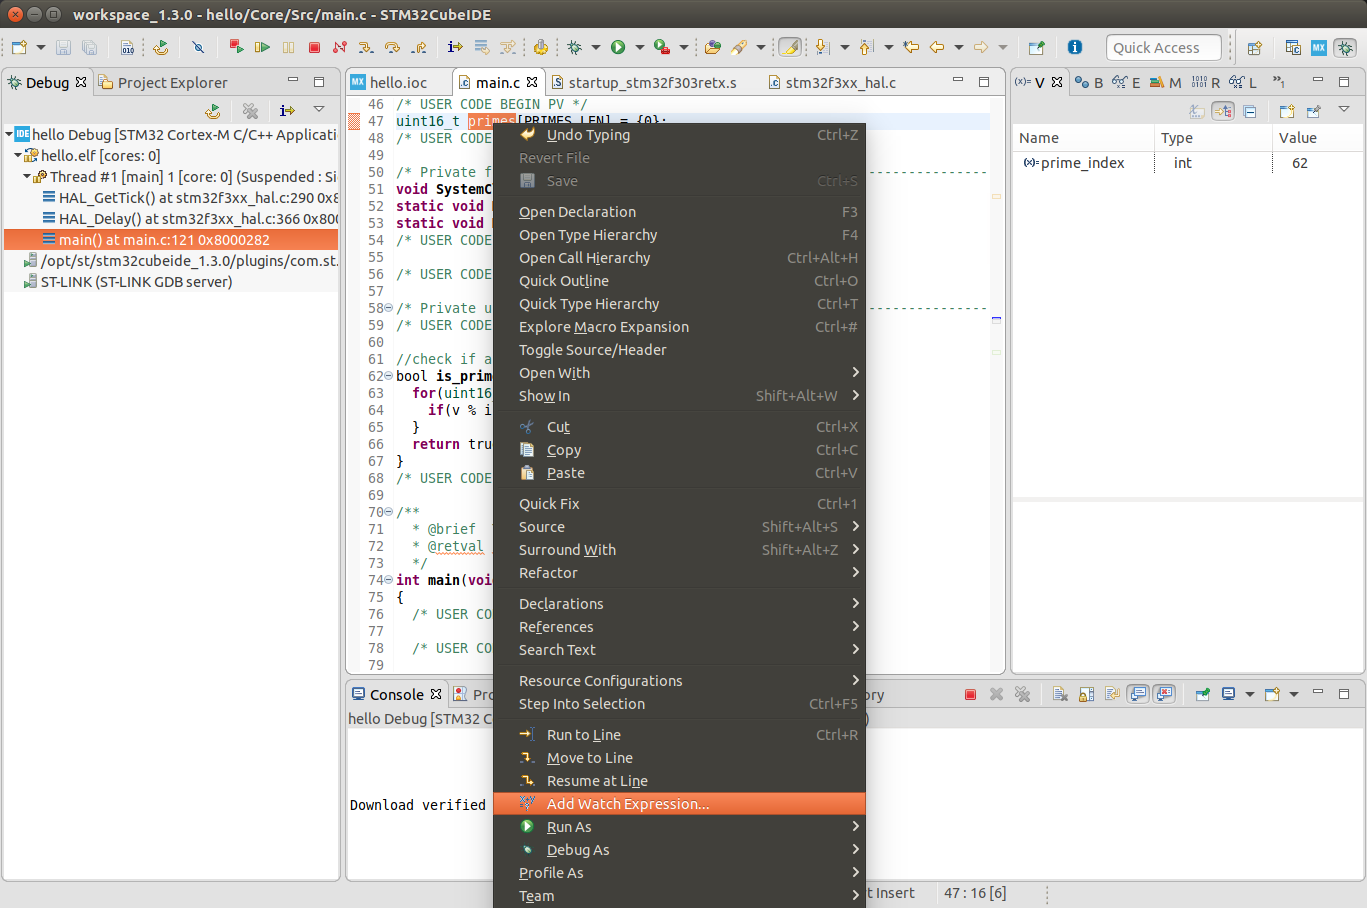 workspace_1.3.0 - hello/Core/Src/main.c - STM32CubeIDE
Quick Access
Debug
Project Explorer
hello Debug [STM32 Cortex-M C/C++ Applicati
hello.elf [cores: 0]
Thread #1 [main] 1 [core: 0] (Suspended : Si
HAL_GetTick() at stm32f3xx_hal.c:290 0x8
HAL_Delay() at stm32f3xx_hal.c:366 0x800
main() at main.c:121 0x8000282
/opt/st/stm32cubeide_1.3.0/plugins/com.st.
ST-LINK (ST-LINK GDB server)
MX hello.ioc
main.c
startup_stm32f303retx.s
stm32f3xx_hal.c
46 /* USER CODE BEGIN PV */
47 uint16_t primes[PRIMES_LEN] = {0};
48 /* USER COD
49
50 /* Private f
51 void SystemC
52 static void
53 static void
54 /* USER CODE
55
56 /* USER CODE
57
58 /* Private u
59 /* USER CODE
60
61 //check if a
62 bool is_prim
63 for(uint16
64 if(v % i
65 }
66 return tru
67 }
68 /* USER CODE
69
70 /**
71 * @brief
72 * @retval
73 */
74 int main(voi
75 {
76 /* USER CO
77
78 /* USER CO
79
Undo Typing Ctrl+Z
Revert File
Save Ctrl+S
Open Declaration F3
Open Type Hierarchy F4
Open Call Hierarchy Ctrl+Alt+H
Quick Outline Ctrl+O
Quick Type Hierarchy Ctrl+T
Explore Macro Expansion Ctrl+#
Toggle Source/Header
Open With
Show In Shift+Alt+W
Cut Ctrl+X
Copy Ctrl+C
Paste Ctrl+V
Quick Fix Ctrl+1
Source Shift+Alt+S
Surround With Shift+Alt+Z
Refactor
Declarations
References
Search Text
Resource Configurations
Step Into Selection Ctrl+F5
Run to Line Ctrl+R
Move to Line
Resume at Line
Add Watch Expression...
Run As
Debug As
Profile As
Team
(x)= V
B
E
M
R
L
»1
Name Type Value
(x)= prime_index int 62
Console
Pro
ory
hello Debug [STM32 C
)
Download verified
t Insert
47 : 16 [6]